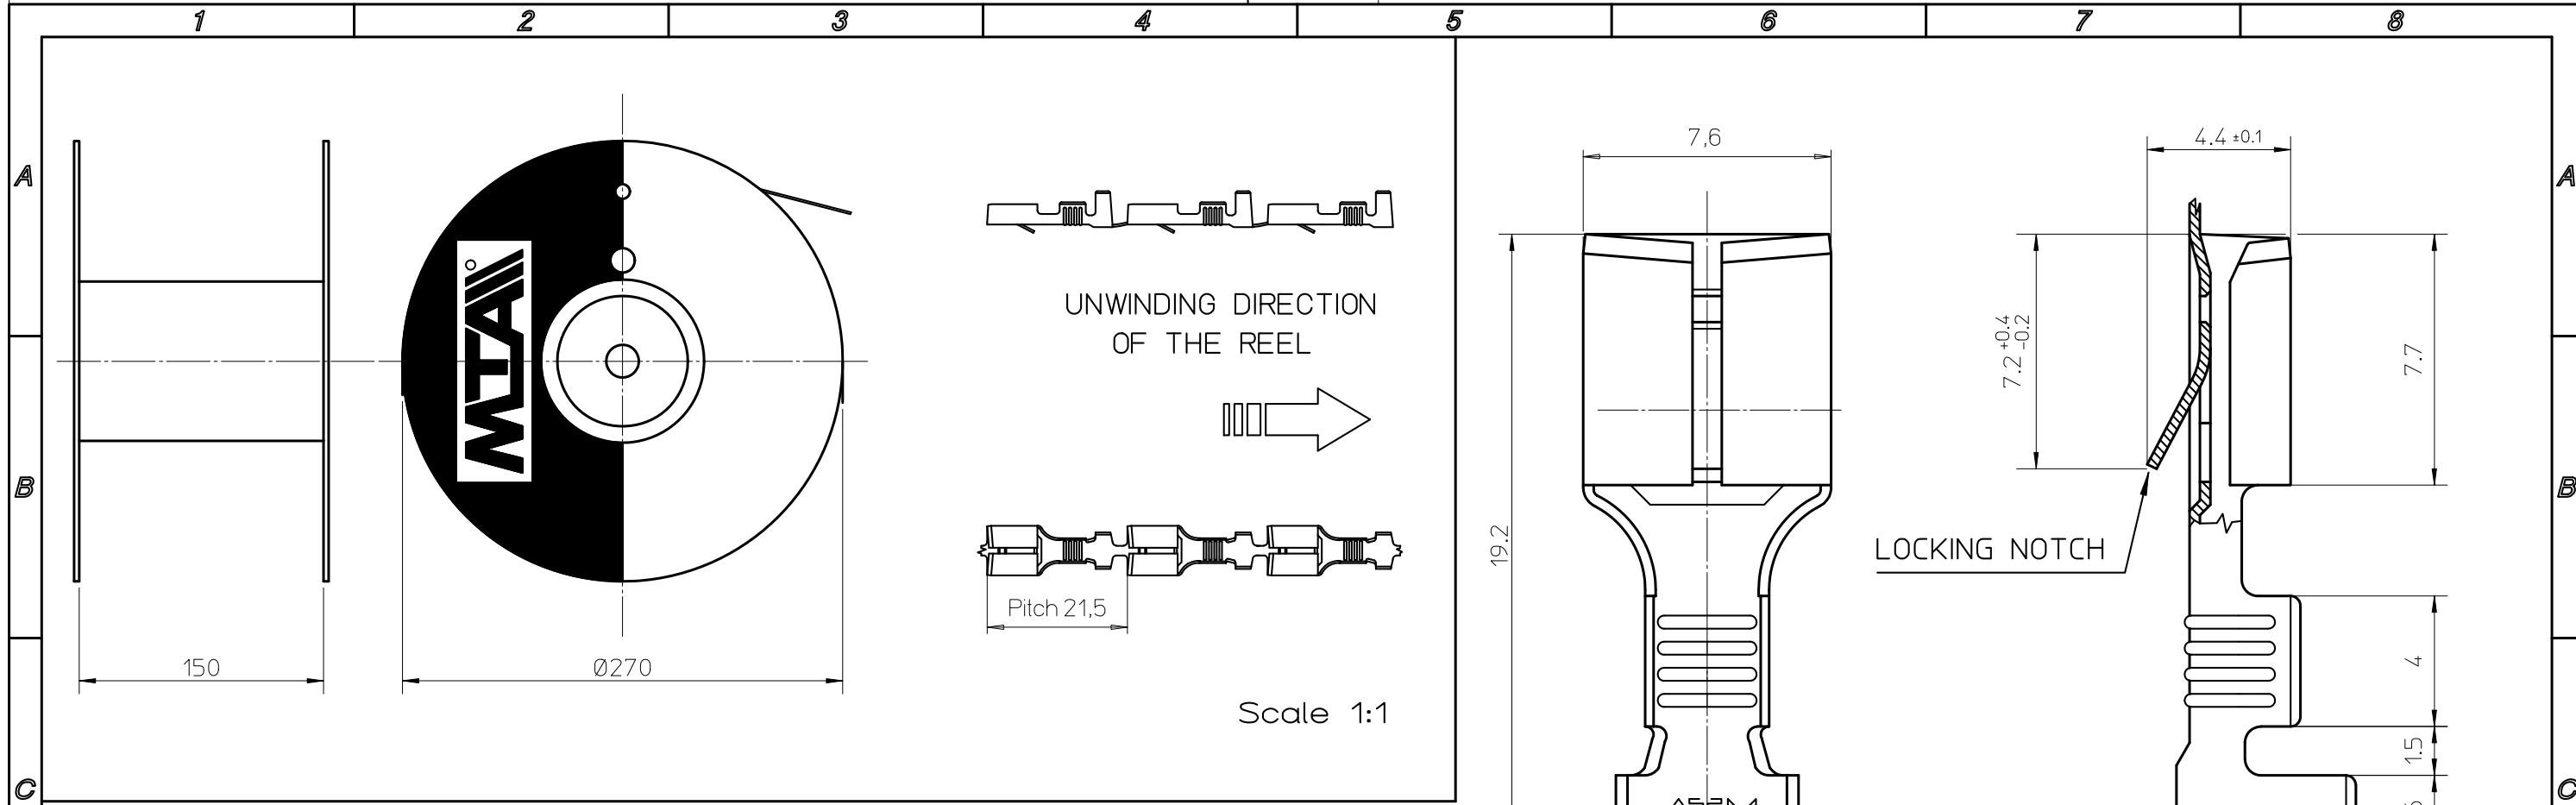 1 2 3 4 5 6 7 8
A A
7,6
4.4 ±0.1
UNWINDING DIRECTION
OF THE REEL
7.2 +0.4 -0.2
7.7
MTA
B B
19.2
LOCKING NOTCH
Pitch 21,5
150
Ø270
4
Scale 1:1
1.5
C C